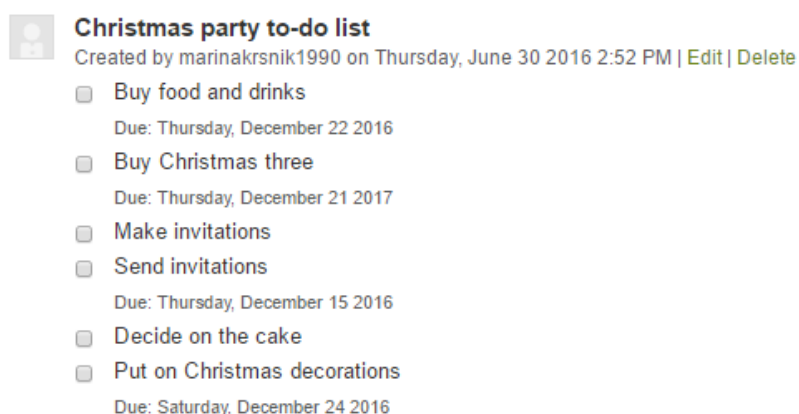 Christmas party to-do list
Created by marinakrsnik1990 on Thursday, June 30 2016 2:52 PM | Edit | Delete
Buy food and drinks
Due: Thursday, December 22 2016
Buy Christmas three
Due: Thursday, December 21 2017
Make invitations
Send invitations
Due: Thursday, December 15 2016
Decide on the cake
Put on Christmas decorations
Due: Saturday, December 24 2016